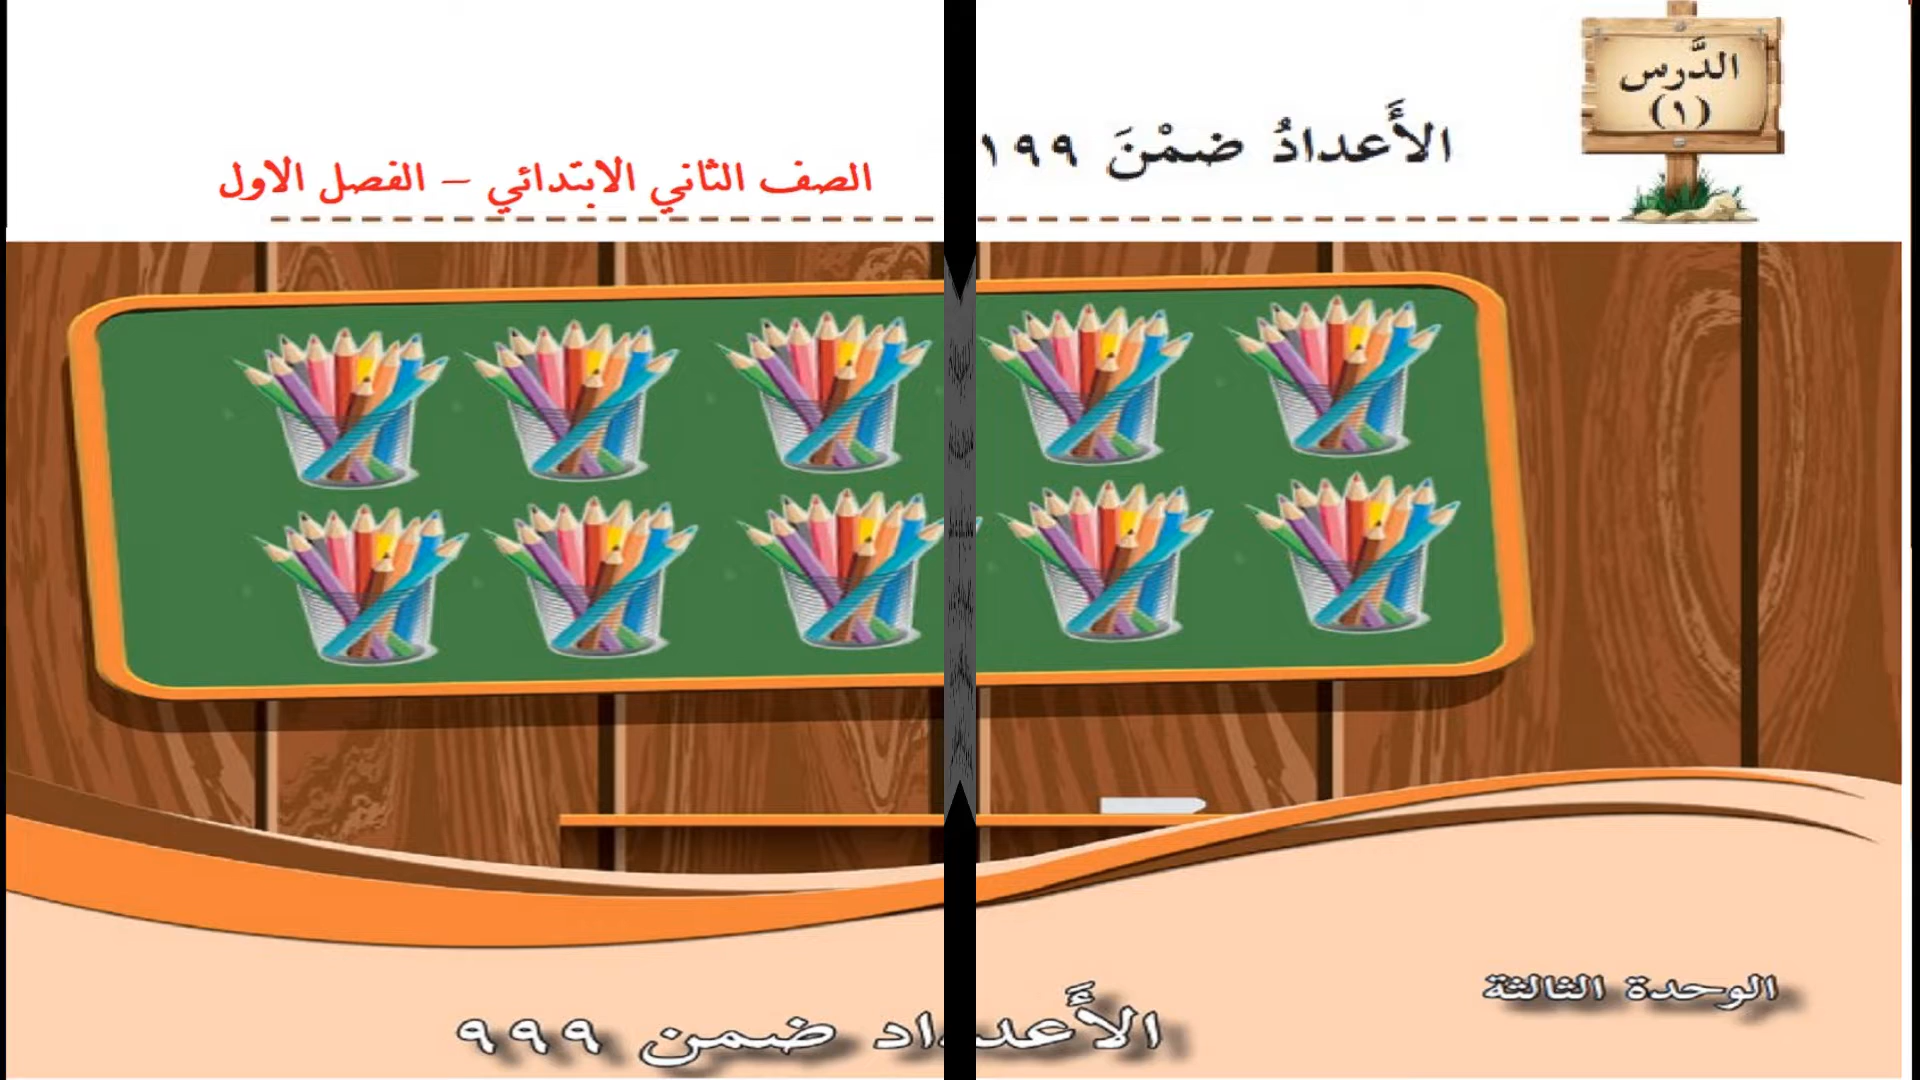 الدَّرس
(١)
الأَعدادُ ضمْنَ ١٩٩
الصف الثاني الابتدائي – الفصل الاول
الوحدة الثالثة
الأَعداد ضمن ٩٩٩